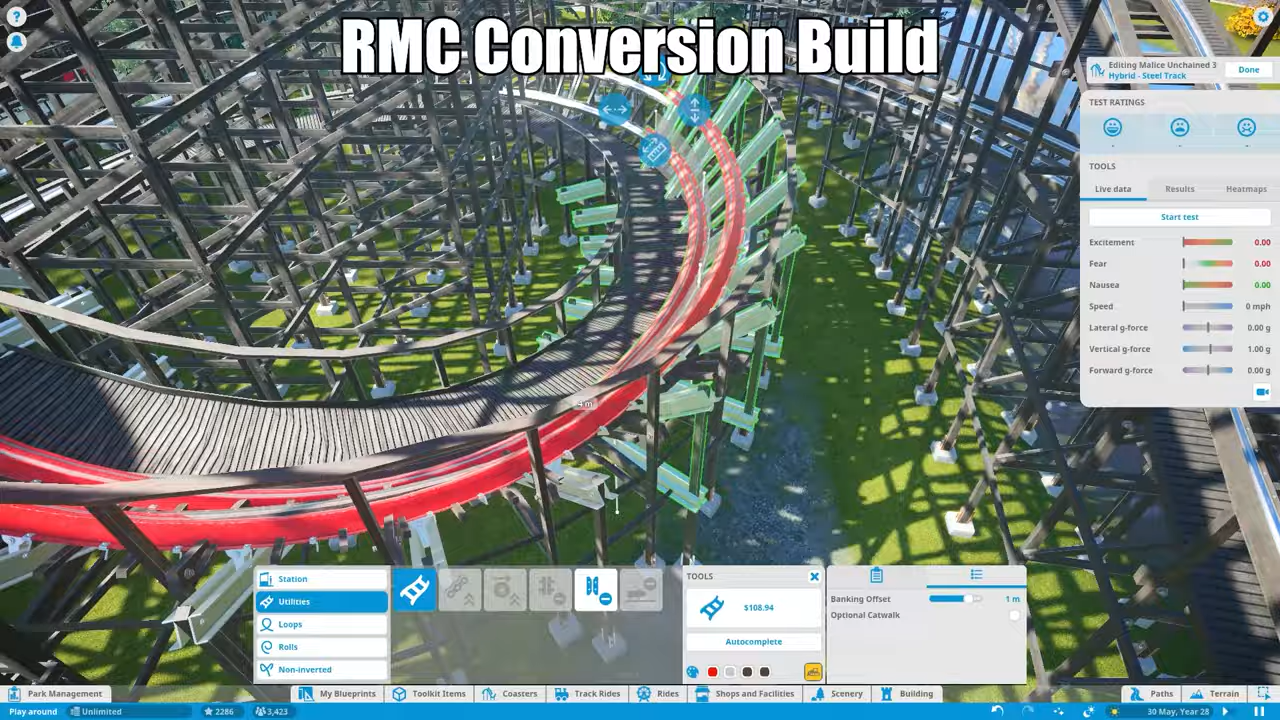 RMC Conversion Build
Editing Malice Unchained 3
Hybrid - Steel Track
Done
TEST RATINGS
TOOLS
Live data
Results
Heatmaps
Start test
Excitement 0.00
Fear 0.00
Nausea 0.00
Speed 0 mph
Lateral g-force 0.00 g
Vertical g-force 1.00 g
Forward g-force 0.00 g
4 m
Station
Utilities
Loops
Rolls
Non-inverted
TOOLS
$108.94
Autocomplete
Banking Offset 1 m
Optional Catwalk
Park Management
My Blueprints
Toolkit Items
Coasters
Track Rides
Rides
Shops and Facilities
Scenery
Building
Paths
Terrain
Play around
Unlimited
2286
3,423
30 May, Year 28